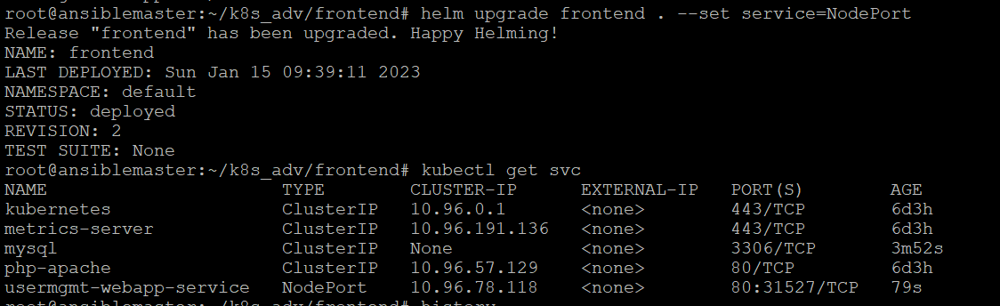 root@ansiblemaster:~/k8s_adv/frontend# helm upgrade frontend . --set service=NodePort
Release "frontend" has been upgraded. Happy Helming!
NAME: frontend
LAST DEPLOYED: Sun Jan 15 09:39:11 2023
NAMESPACE: default
STATUS: deployed
REVISION: 2
TEST SUITE: None
root@ansiblemaster:~/k8s_adv/frontend# kubectl get svc
NAME TYPE CLUSTER-IP EXTERNAL-IP PORT(S) AGE
kubernetes ClusterIP 10.96.0.1 <none> 443/TCP 6d3h
metrics-server ClusterIP 10.96.191.136 <none> 443/TCP 6d3h
mysql ClusterIP None <none> 3306/TCP 3m52s
php-apache ClusterIP 10.96.57.129 <none> 80/TCP 6d3h
usermgmt-webapp-service NodePort 10.96.78.118 <none> 80:31527/TCP 79s
root@ansiblemaster:~/k8s_adv/frontend# history